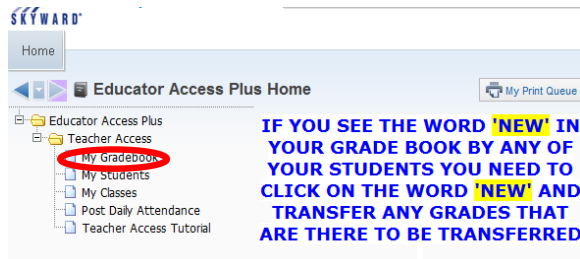 SKYWARD
Home
Educator Access Plus Home
My Print Queue
Educator Access Plus
Teacher Access
My Gradebook
My Students
My Classes
Post Daily Attendance
Teacher Access Tutorial
IF YOU SEE THE WORD 'NEW' IN
YOUR GRADE BOOK BY ANY OF
YOUR STUDENTS YOU NEED TO
CLICK ON THE WORD 'NEW' AND
TRANSFER ANY GRADES THAT
ARE THERE TO BE TRANSFERRED